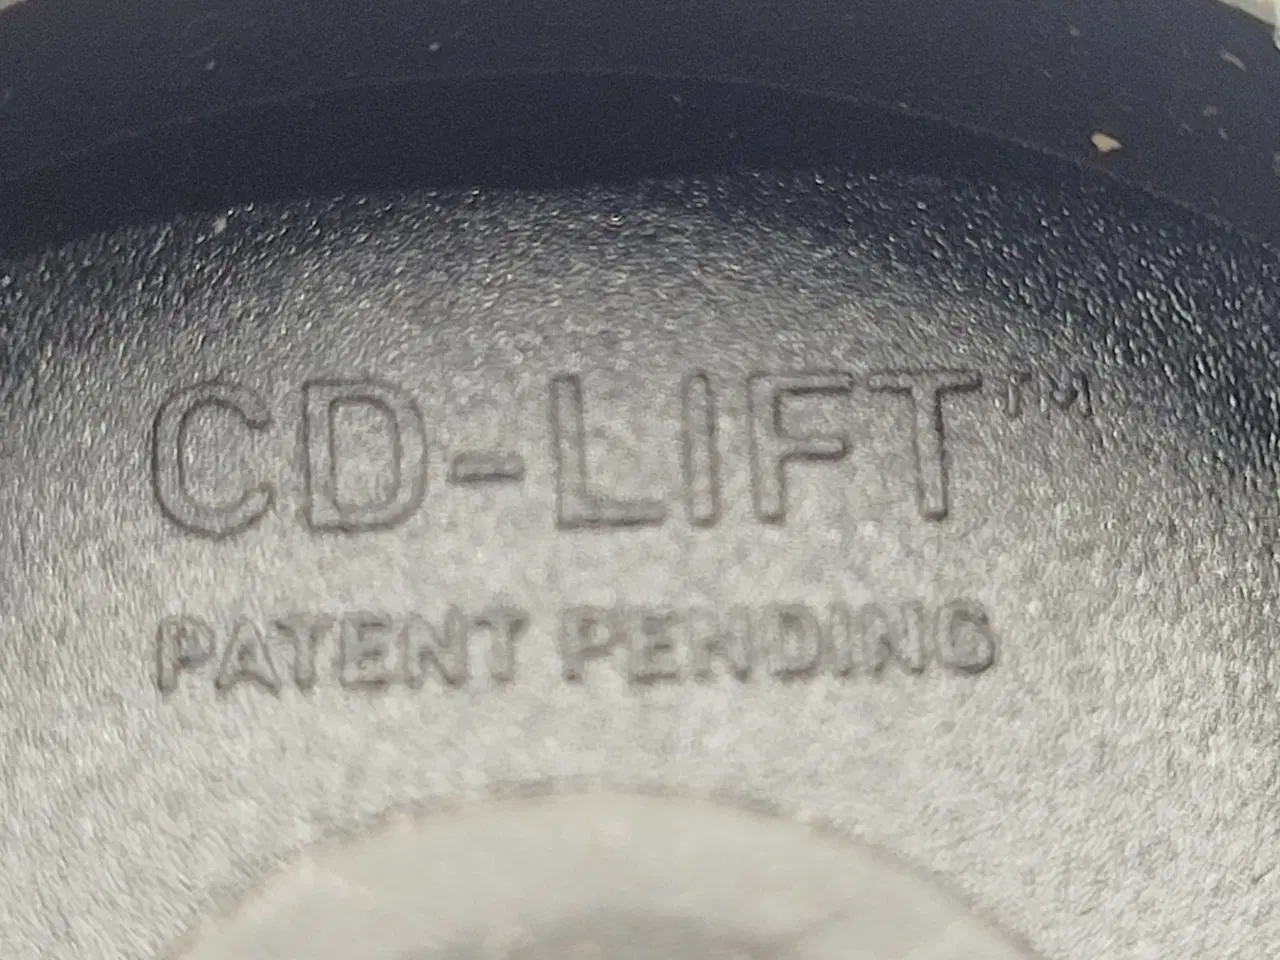 CD-LIFT™
PATENT PENDING